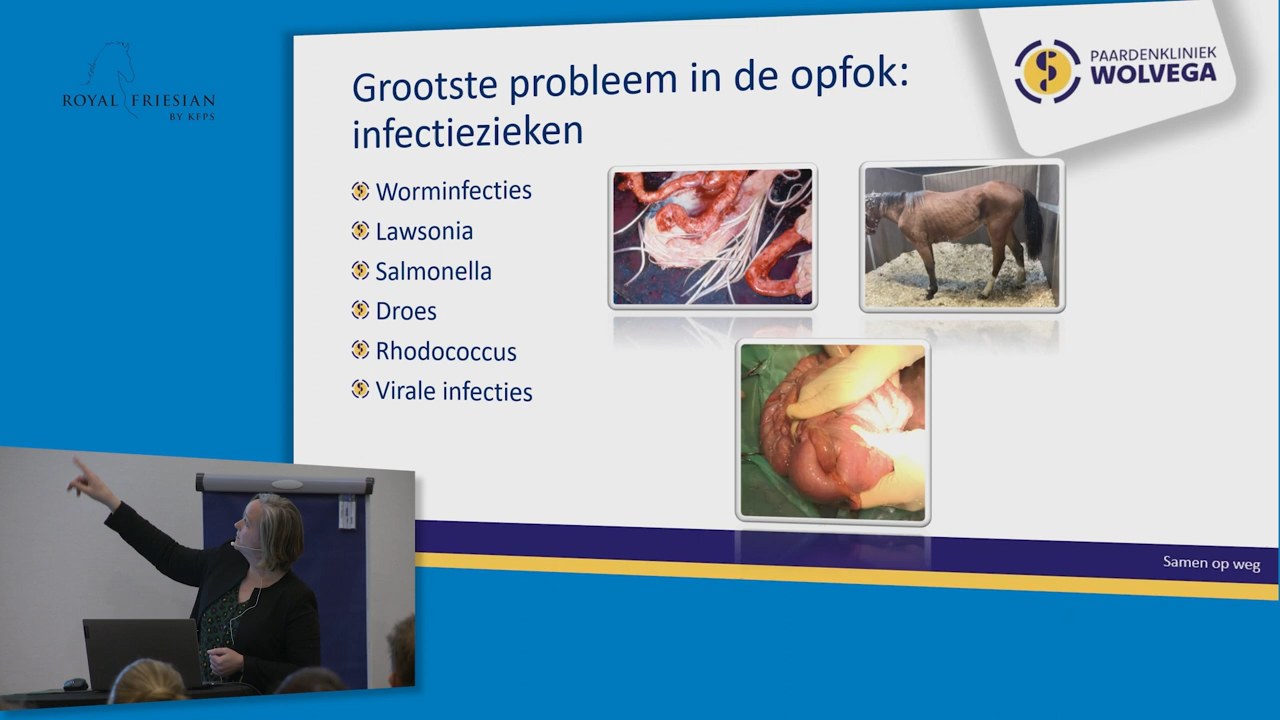 ROYAL FRIESIAN
BY KFPS
PAARDENKLINIEK
WOLVEGA
Grootste probleem in de opfok:
infectiezieken
Worminfecties
Lawsonia
Salmonella
Droes
Rhodococcus
Virale infecties
Samen op weg